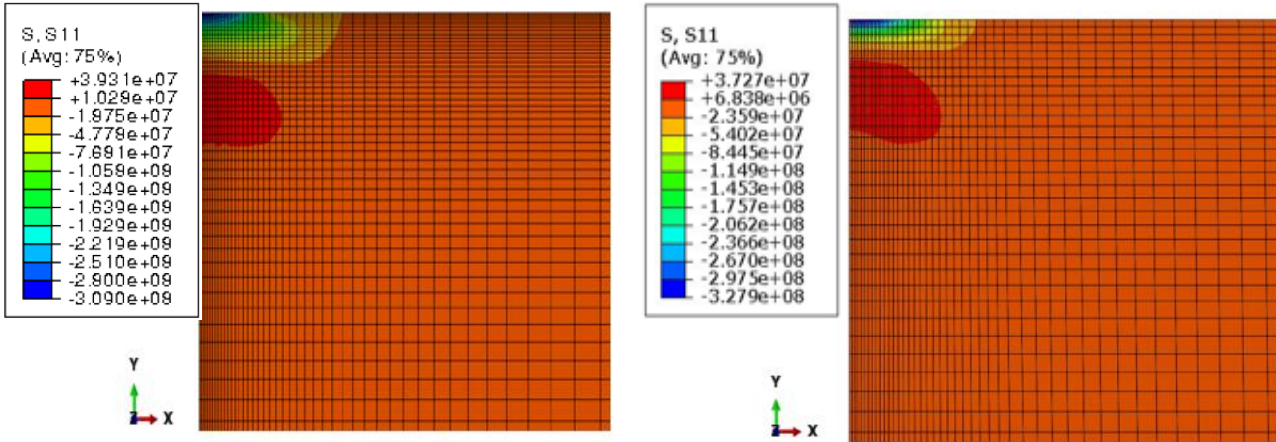 S, S11
(Avg: 75%)
+3.931e+07
+1.029e+07
-1.975e+07
-4.779e+07
-7.691e+07
-1.059e+09
-1.349e+09
-1.639e+09
-1.929e+09
-2.219e+09
-2.510e+09
-2.900e+09
-3.090e+09
Y
Z
X
S, S11
(Avg: 75%)
+3.727e+07
+6.838e+06
-2.359e+07
-5.402e+07
-8.445e+07
-1.149e+08
-1.453e+08
-1.757e+08
-2.062e+08
-2.366e+08
-2.670e+08
-2.975e+08
-3.279e+08
Y
Z
X